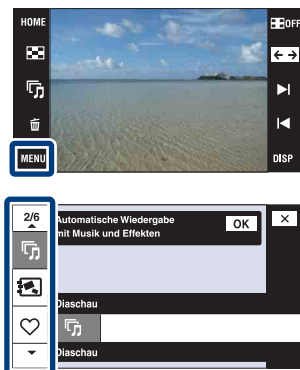 HOME
OFF
MENU
DISP
2/6
Automatische Wiedergabe
mit Musik und Effekten
OK
Diaschau
Diaschau